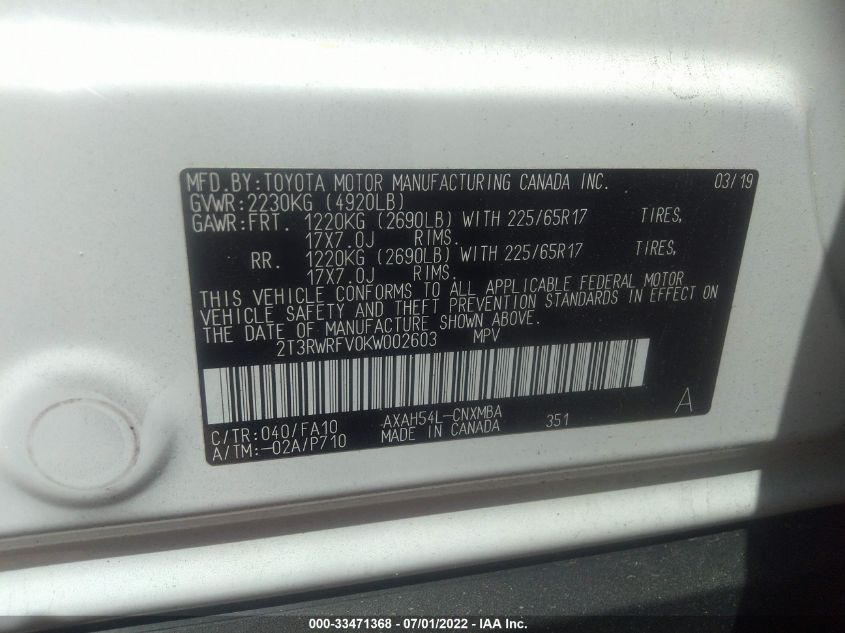 MFD.BY:TOYOTA MOTOR MANUFACTURING CANADA INC. 03/19
GVWR:2230KG (4920LB)
GAWR:FRT. 1220KG (2690LB) WITH 225/65R17 TIRES,
17X7.0J RIMS.
RR. 1220KG (2690LB) WITH 225/65R17 TIRES,
17X7.0J RIMS.
THIS VEHICLE CONFORMS TO ALL APPLICABLE FEDERAL MOTOR
VEHICLE SAFETY AND THEFT PREVENTION STANDARDS IN EFFECT ON
THE DATE OF MANUFACTURE SHOWN ABOVE.
2T3RWRFV0KW002603 MPV
C/TR:040/FA10 AXAH54L-CNXMBA 351 A
A/TM:-02A/P710 MADE IN CANADA
000-33471368 - 07/01/2022 - IAA Inc.